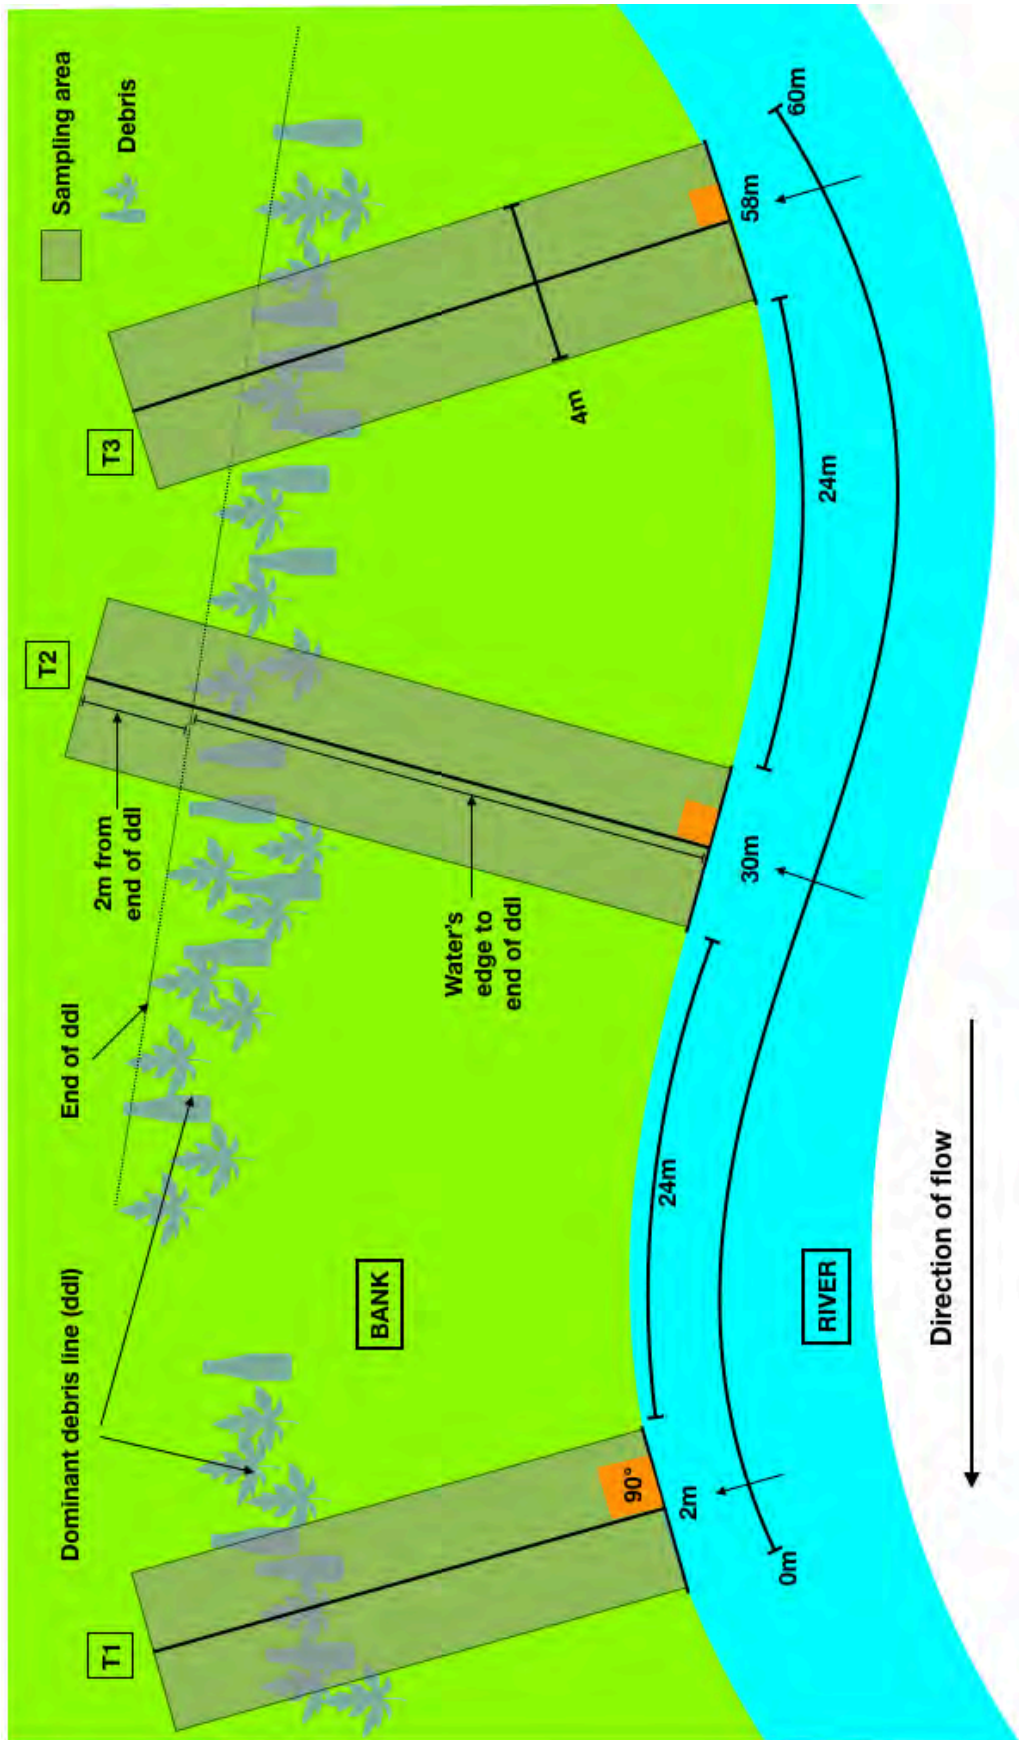 Sampling area
Debris
T1
T2
T3
Dominant debris line (ddl)
End of ddl
2m from
end of ddl
Water's
edge to
end of ddl
4m
BANK
90°
2m
30m
58m
24m
24m
0m
60m
RIVER
Direction of flow